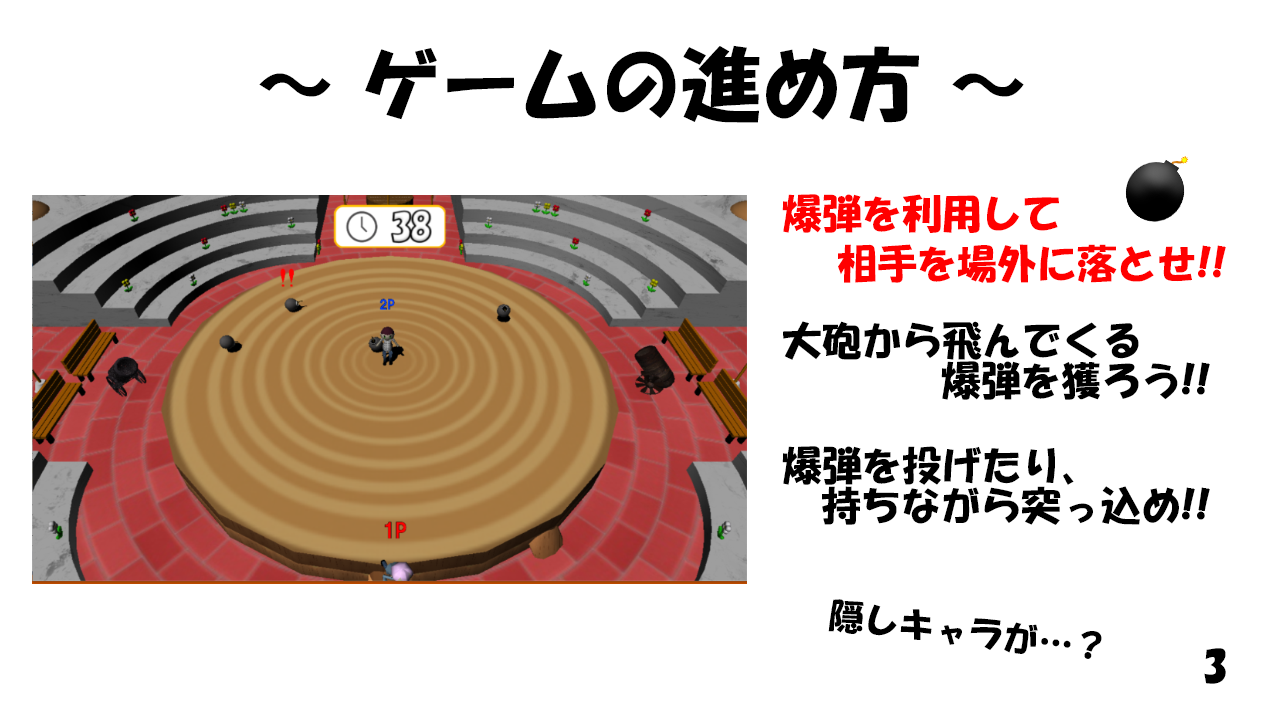 ～ ゲームの進め方 ～
38
!!
2P
1P
爆弾を利用して
相手を場外に落とせ!!
大砲から飛んでくる
爆弾を獲ろう!!
爆弾を投げたり、
持ちながら突っ込め!!
隠しキャラが…？
3